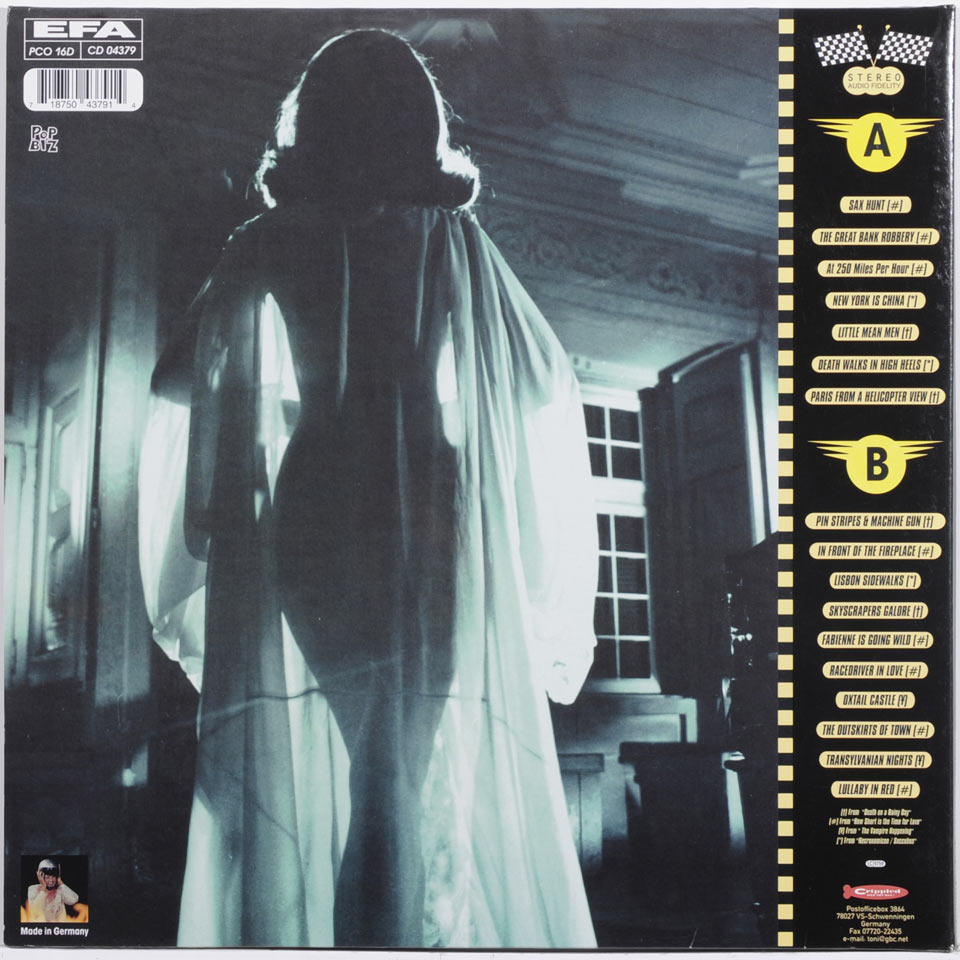 EFA
PCO 16D CD 04379
7 18750 43791 4
POP
BIZ
Made in Germany
STEREO
AUDIO FIDELITY
A
SAX HUNT (#)
THE GREAT BANK ROBBERY (#)
At 250 Miles Per Hour (#)
NEW YORK IS CHINA (*)
LITTLE MEAN MEN (†)
DEATH WALKS IN HIGH HEELS (*)
PARIS FROM A HELICOPTER VIEW (†)
B
PIN STRIPES & MACHINE GUN (†)
IN FRONT OF THE FIREPLACE (#)
LISBON SIDEWALKS (*)
SKYSCRAPERS GALORE (†)
FABIENNE IS GOING WILD (#)
RACEDRIVER IN LOVE (#)
OXTAIL CASTLE (¥)
THE OUTSKIRTS OF TOWN (#)
TRANSYLVANIAN NIGHTS (¥)
LULLABY IN RED (#)
(†) From "Death on a Rainy Day"
(#) From "How Short is the Time for Love"
(¥) From "The Vampire Happening"
(*) From "Necronomicon / Succubus"
Crippled
Postofficebox 3864
78027 VS-Schwenningen
Germany
Fax 07720-22435
e-mail: toni@gbc.net